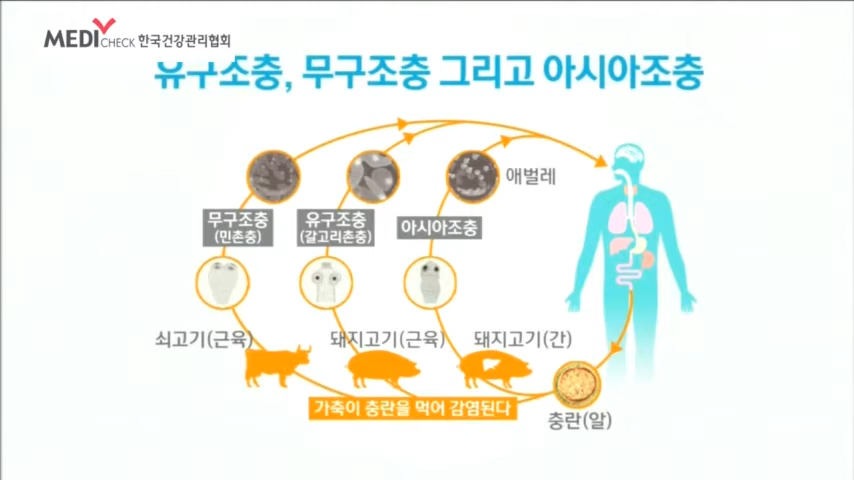 MEDI CHECK 한국건강관리협회
유구조충, 무구조충 그리고 아시아조충
애벌레
무구조충
(민촌충)
유구조충
(갈고리촌충)
아시아조충
쇠고기(근육)
돼지고기(근육)
돼지고기(간)
가축이 충란을 먹어 감염된다
충란(알)